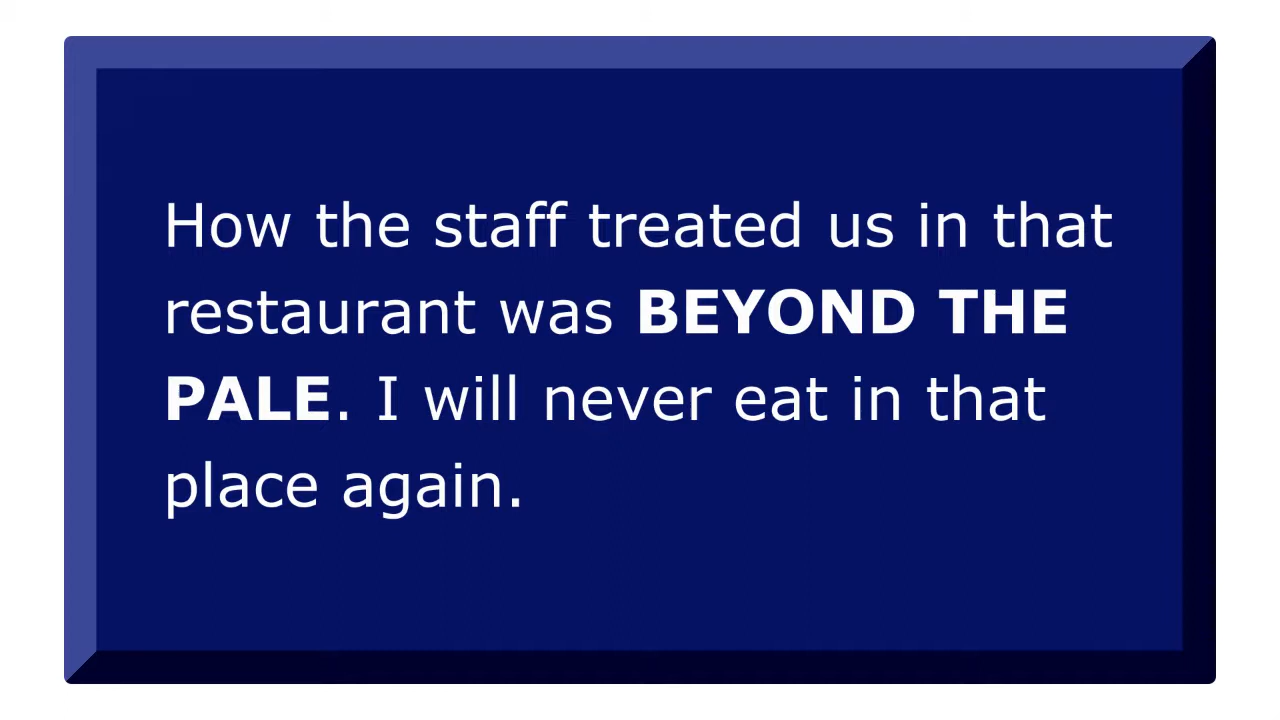 How the staff treated us in that
restaurant was BEYOND THE
PALE. I will never eat in that
place again.